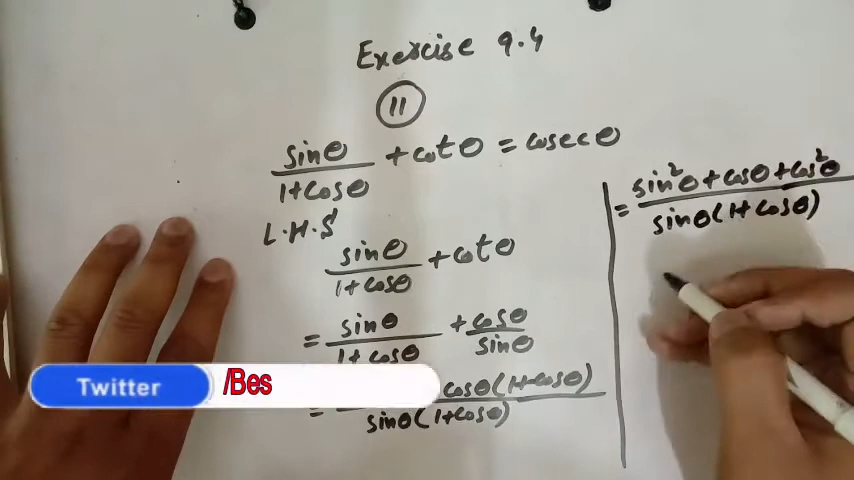 Exercise 9.4
11
sinθ/1+cosθ + cotθ = cosecθ
L.H.S
sinθ/1+cosθ + cotθ
= sinθ/1+cosθ + cosθ/sinθ
= cosθ(1+cosθ)/sinθ(1+cosθ)
= sin²θ+cosθ+cos²θ/sinθ(1+cosθ)
Twitter /Bes